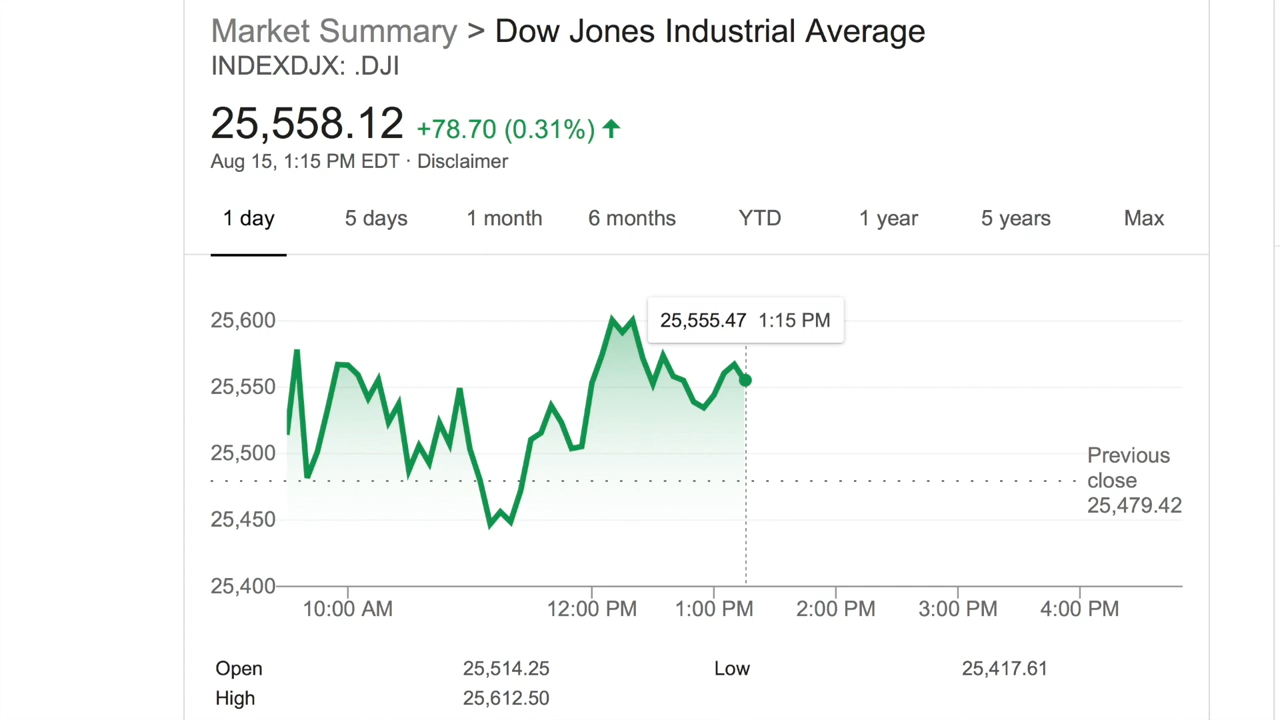 Market Summary > Dow Jones Industrial Average
INDEXDJX: .DJI
25,558.12 +78.70 (0.31%) ↑
Aug 15, 1:15 PM EDT · Disclaimer
1 day 5 days 1 month 6 months YTD 1 year 5 years Max
25,600
25,555.47 1:15 PM
25,550
25,500
Previous
close
25,479.42
25,450
25,400
10:00 AM 12:00 PM 1:00 PM 2:00 PM 3:00 PM 4:00 PM
Open 25,514.25 Low 25,417.61
High 25,612.50